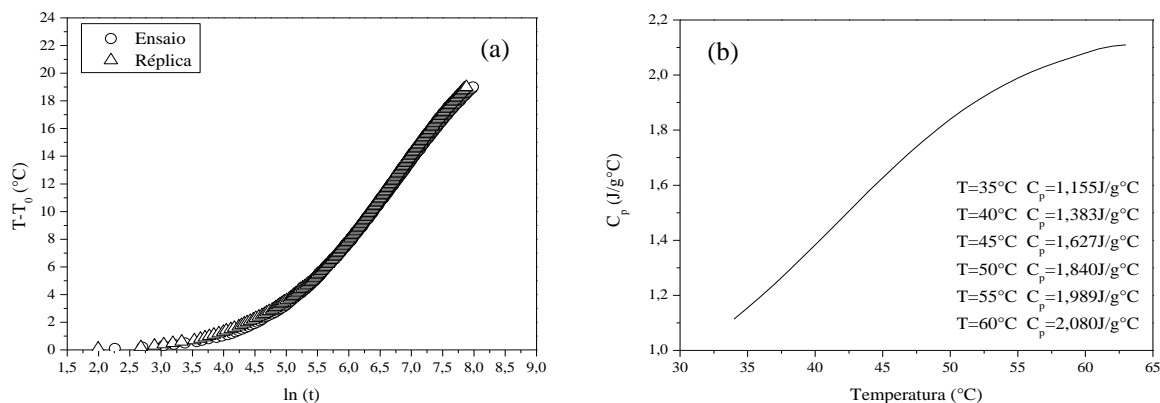 24
22
20
18
16
14
12
10
8
6
4
2
0
T-T0 (°C)
Ensaio
Réplica
(a)
1,5 2,0 2,5 3,0 3,5 4,0 4,5 5,0 5,5 6,0 6,5 7,0 7,5 8,0 8,5 9,0
ln (t)
2,2
2,0
1,8
1,6
1,4
1,2
1,0
Cp (J/g°C)
(b)
T=35°C Cp=1,155J/g°C
T=40°C Cp=1,383J/g°C
T=45°C Cp=1,627J/g°C
T=50°C Cp=1,840J/g°C
T=55°C Cp=1,989J/g°C
T=60°C Cp=2,080J/g°C
30 35 40 45 50 55 60 65
Temperatura (°C)